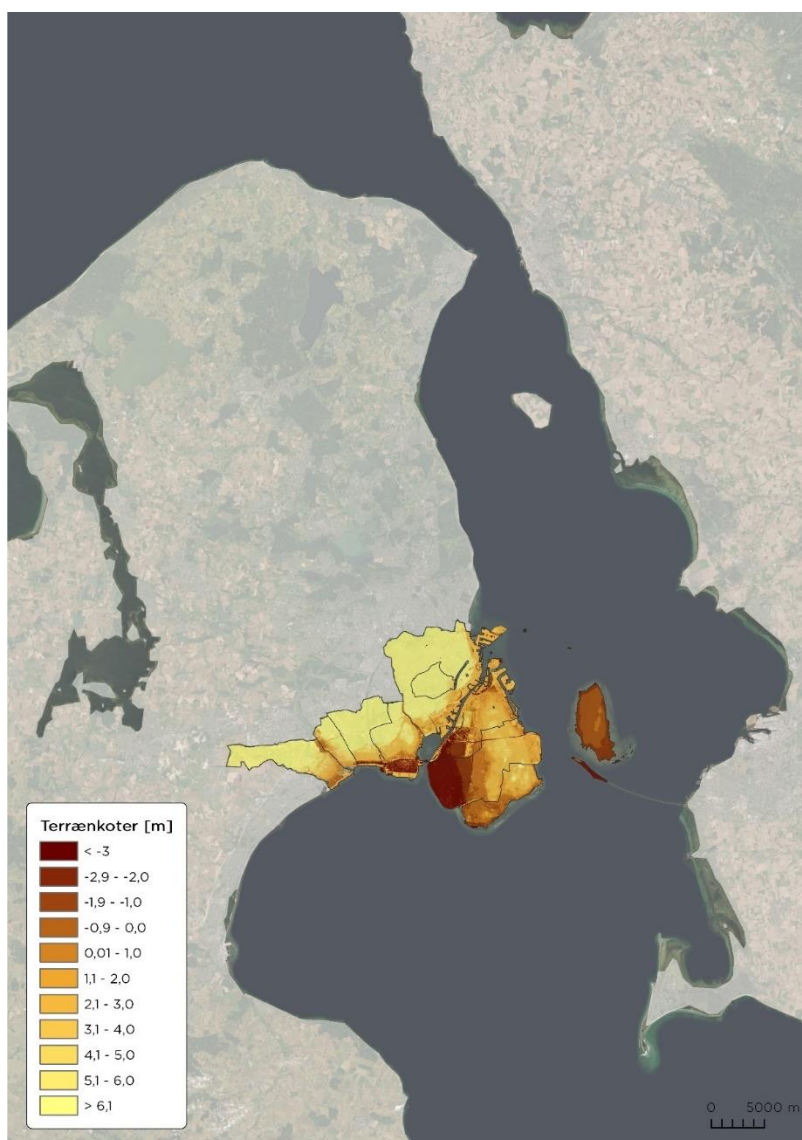 Terrænkoter [m]
< -3
-2,9 - -2,0
-1,9 - -1,0
-0,9 - 0,0
0,01 - 1,0
1,1 - 2,0
2,1 - 3,0
3,1 - 4,0
4,1 - 5,0
5,1 - 6,0
> 6,1
0 5000 m